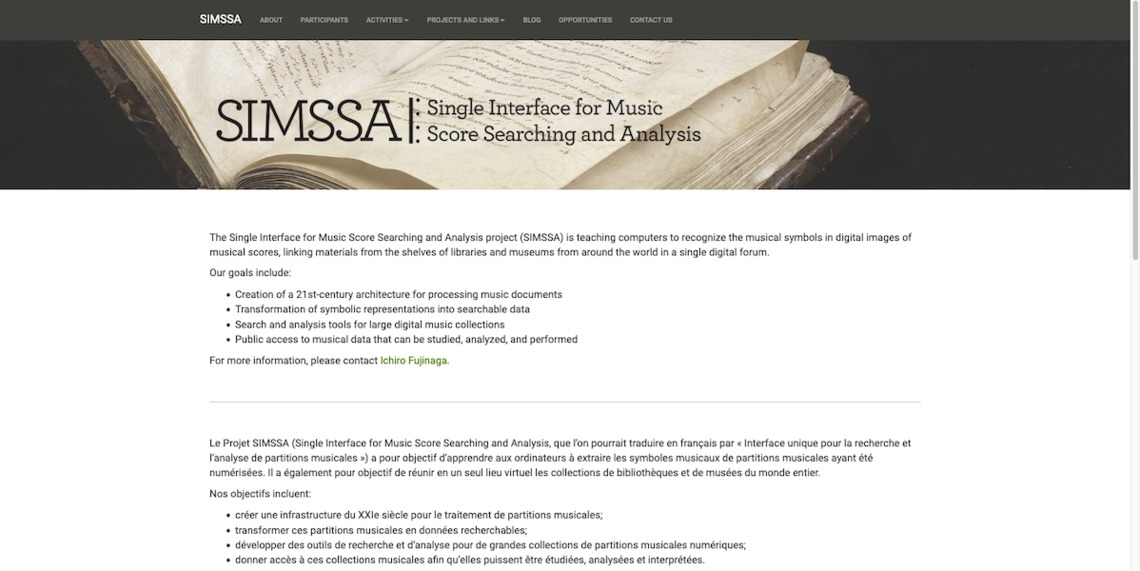 SIMSSA ABOUT PARTICIPANTS ACTIVITIES PROJECTS AND LINKS BLOG OPPORTUNITIES CONTACT US
SIMSSA Single Interface for Music
Score Searching and Analysis
The Single Interface for Music Score Searching and Analysis project (SIMSSA) is teaching computers to recognize the musical symbols in digital images of
musical scores, linking materials from the shelves of libraries and museums from around the world in a single digital forum.
Our goals include:
• Creation of a 21st-century architecture for processing music documents
• Transformation of symbolic representations into searchable data
• Search and analysis tools for large digital music collections
• Public access to musical data that can be studied, analyzed, and performed
For more information, please contact Ichiro Fujinaga.
Le Projet SIMSSA (Single Interface for Music Score Searching and Analysis, que l'on pourrait traduire en français par « Interface unique pour la recherche et
l'analyse de partitions musicales ») a pour objectif d'apprendre aux ordinateurs à extraire les symboles musicaux de partitions musicales ayant été
numérisées. Il a également pour objectif de réunir en un seul lieu virtuel les collections de bibliothèques et de musées du monde entier.
Nos objectifs incluent:
• créer une infrastructure du XXIe siècle pour le traitement de partitions musicales;
• transformer ces partitions musicales en données recherchables;
• développer des outils de recherche et d'analyse pour de grandes collections de partitions musicales numériques;
• donner accès à ces collections musicales afin qu'elles puissent être étudiées, analysées et interprétées.